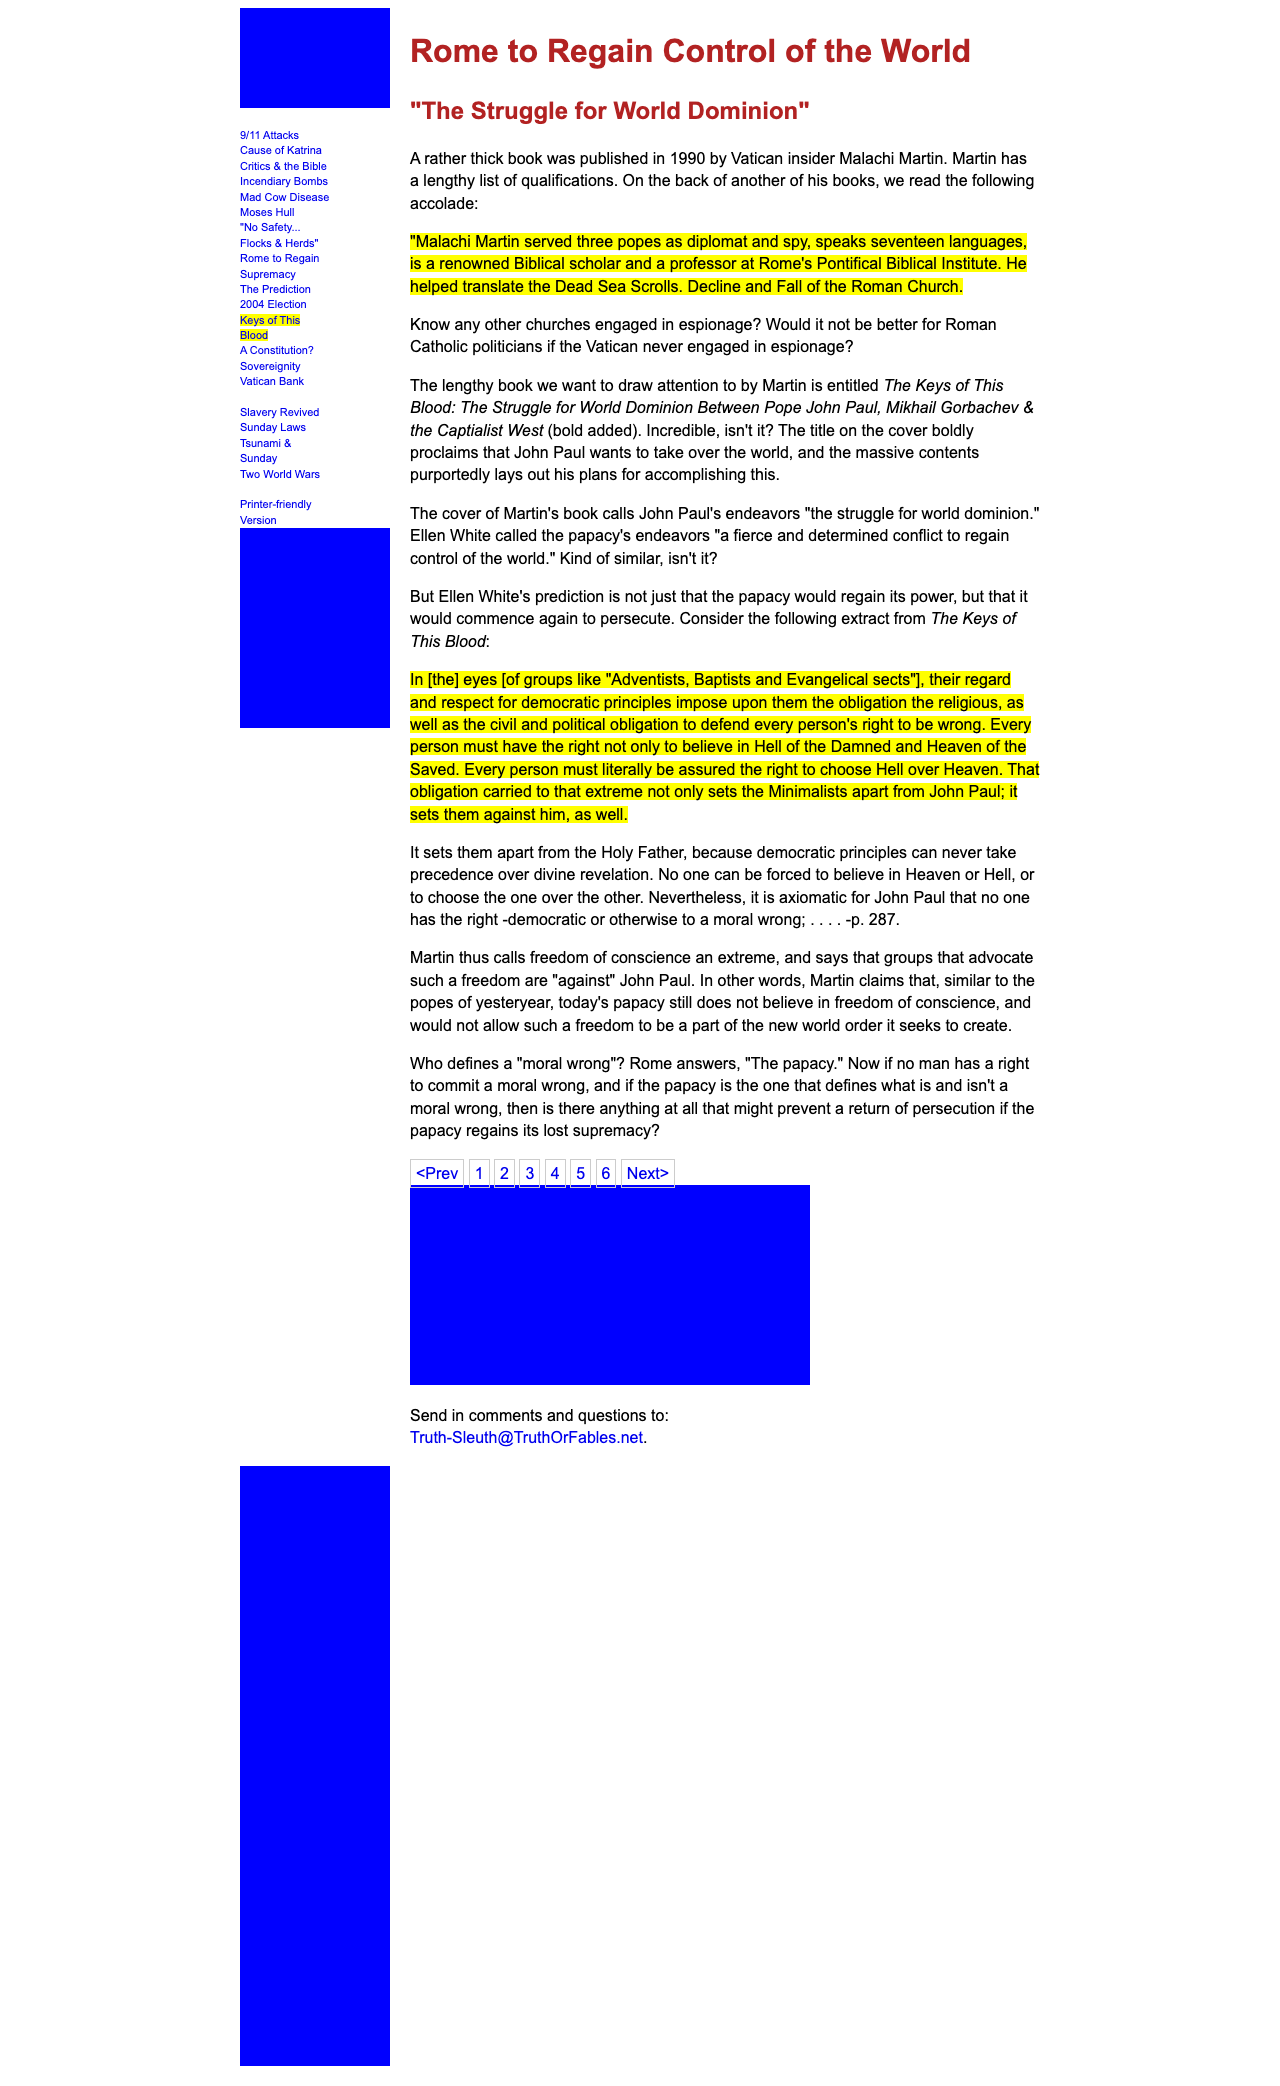 9/11 Attacks
Cause of Katrina
Critics & the Bible
Incendiary Bombs
Mad Cow Disease
Moses Hull
"No Safety...
Flocks & Herds"
Rome to Regain
Supremacy
The Prediction
2004 Election
Keys of This
Blood
A Constitution?
Sovereignity
Vatican Bank
Slavery Revived
Sunday Laws
Tsunami &
Sunday
Two World Wars
Printer-friendly
Version
Rome to Regain Control of the World
"The Struggle for World Dominion"
A rather thick book was published in 1990 by Vatican insider Malachi Martin. Martin has
a lengthy list of qualifications. On the back of another of his books, we read the following
accolade:
"Malachi Martin served three popes as diplomat and spy, speaks seventeen languages,
is a renowned Biblical scholar and a professor at Rome's Pontifical Biblical Institute. He
helped translate the Dead Sea Scrolls. Decline and Fall of the Roman Church.
Know any other churches engaged in espionage? Would it not be better for Roman
Catholic politicians if the Vatican never engaged in espionage?
The lengthy book we want to draw attention to by Martin is entitled The Keys of This
Blood: The Struggle for World Dominion Between Pope John Paul, Mikhail Gorbachev &
the Captialist West (bold added). Incredible, isn't it? The title on the cover boldly
proclaims that John Paul wants to take over the world, and the massive contents
purportedly lays out his plans for accomplishing this.
The cover of Martin's book calls John Paul's endeavors "the struggle for world dominion."
Ellen White called the papacy's endeavors "a fierce and determined conflict to regain
control of the world." Kind of similar, isn't it?
But Ellen White's prediction is not just that the papacy would regain its power, but that it
would commence again to persecute. Consider the following extract from The Keys of
This Blood:
In [the] eyes [of groups like "Adventists, Baptists and Evangelical sects"], their regard
and respect for democratic principles impose upon them the obligation the religious, as
well as the civil and political obligation to defend every person's right to be wrong. Every
person must have the right not only to believe in Hell of the Damned and Heaven of the
Saved. Every person must literally be assured the right to choose Hell over Heaven. That
obligation carried to that extreme not only sets the Minimalists apart from John Paul; it
sets them against him, as well.
It sets them apart from the Holy Father, because democratic principles can never take
precedence over divine revelation. No one can be forced to believe in Heaven or Hell, or
to choose the one over the other. Nevertheless, it is axiomatic for John Paul that no one
has the right -democratic or otherwise to a moral wrong; . . . . -p. 287.
Martin thus calls freedom of conscience an extreme, and says that groups that advocate
such a freedom are "against" John Paul. In other words, Martin claims that, similar to the
popes of yesteryear, today's papacy still does not believe in freedom of conscience, and
would not allow such a freedom to be a part of the new world order it seeks to create.
Who defines a "moral wrong"? Rome answers, "The papacy." Now if no man has a right
to commit a moral wrong, and if the papacy is the one that defines what is and isn't a
moral wrong, then is there anything at all that might prevent a return of persecution if the
papacy regains its lost supremacy?
<Prev 1 2 3 4 5 6 Next>
Send in comments and questions to:
Truth-Sleuth@TruthOrFables.net.